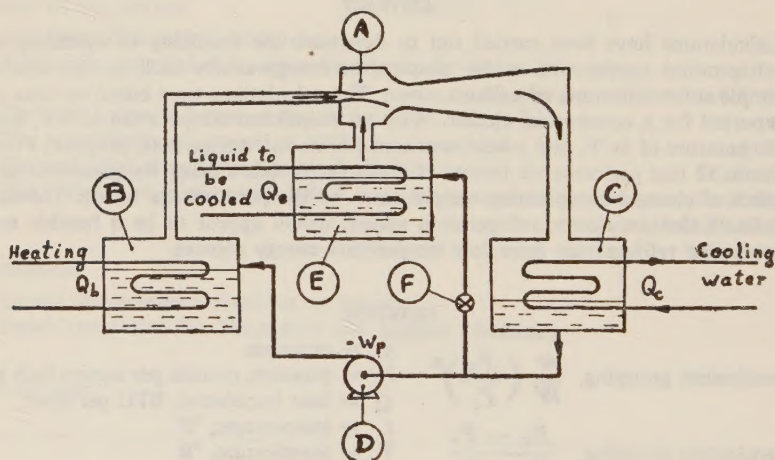 A
Liquid to
be
cooled
Qe
B
C
Heating
Qb
E
F
Cooling
water
Qc
-Wp
D